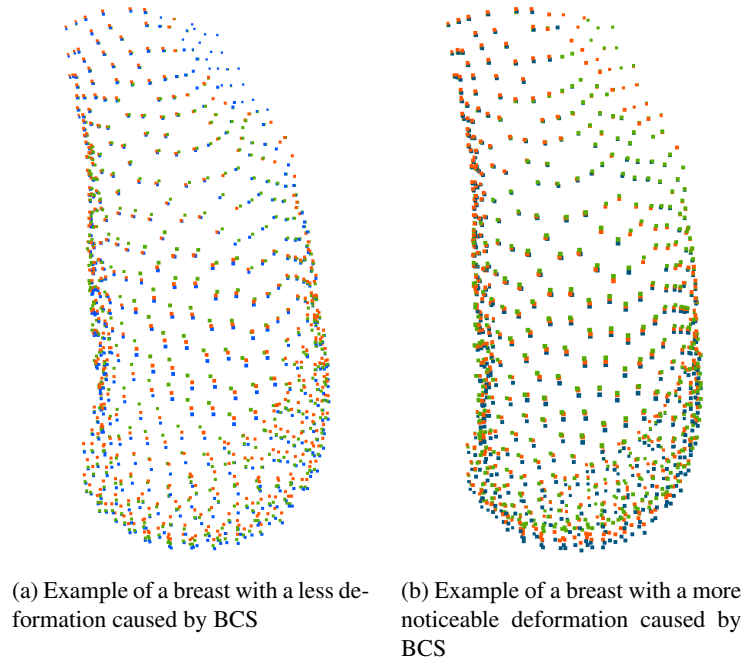 (a) Example of a breast with a less de-
formation caused by BCS
(b) Example of a breast with a more
noticeable deformation caused by
BCS